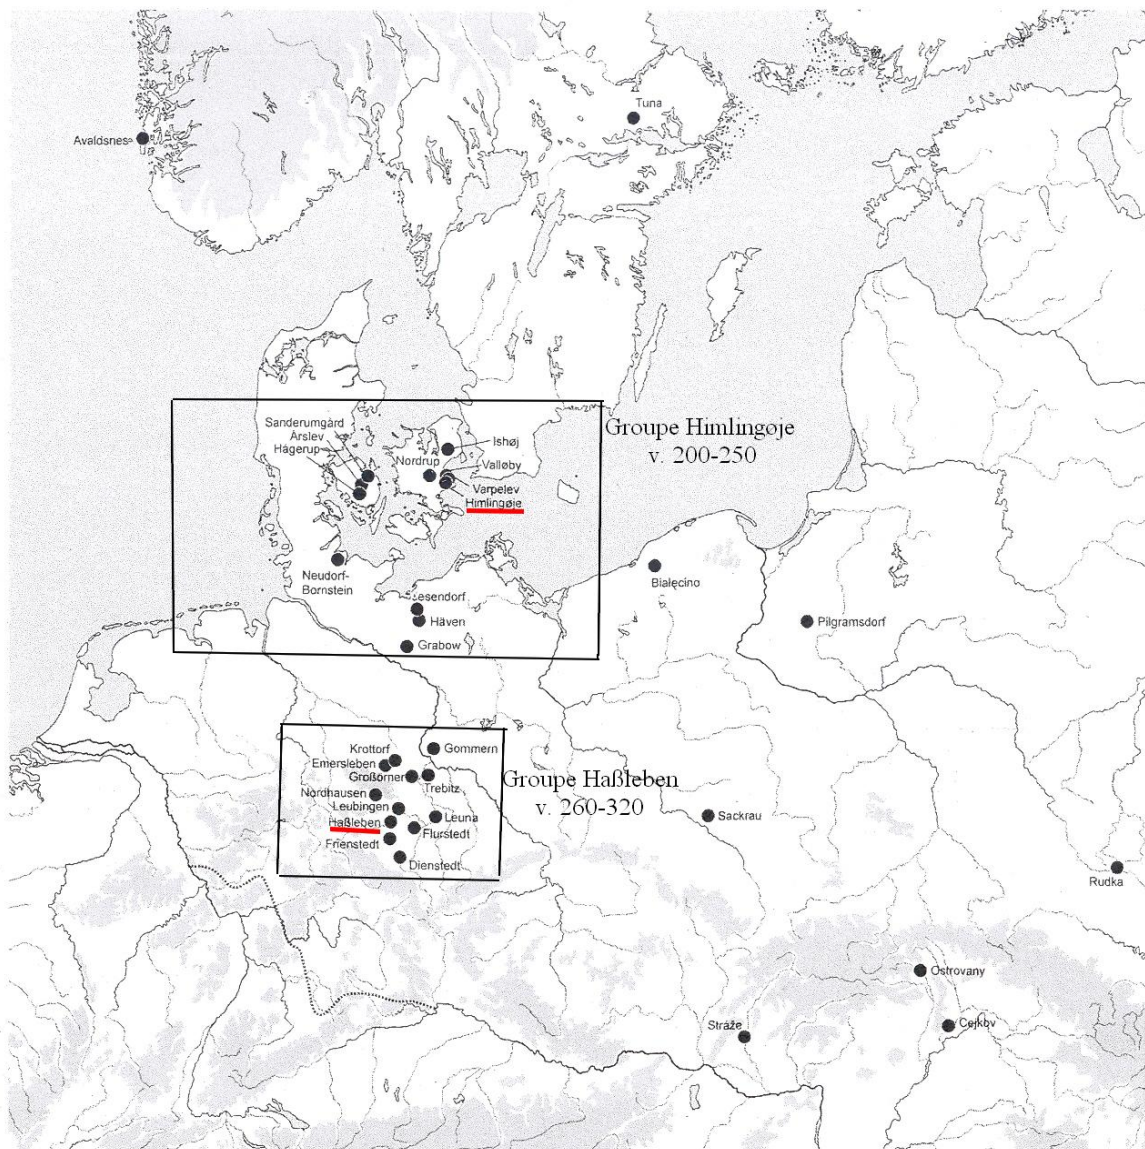 Tuna
Avaldsnes
Groupe Himlingøje
v. 200-250
Sanderumgård
Årslev
Hågerup
Nordrup
Ishøj
Valløby
Varpelev
Himlingøje
Neudorf-
Bornstein
Lesendorf
Häven
Grabow
Białęcino
Pilgramsdorf
Groupe Haßleben
v. 260-320
Krottorf
Emersleben
Gommern
Großörner
Trebitz
Nordhausen
Leubingen
Haßleben
Leuna
Flurstedt
Frienstedt
Dienstedt
Sackrau
Rudka
Ostrovany
Stráže
Cejkov